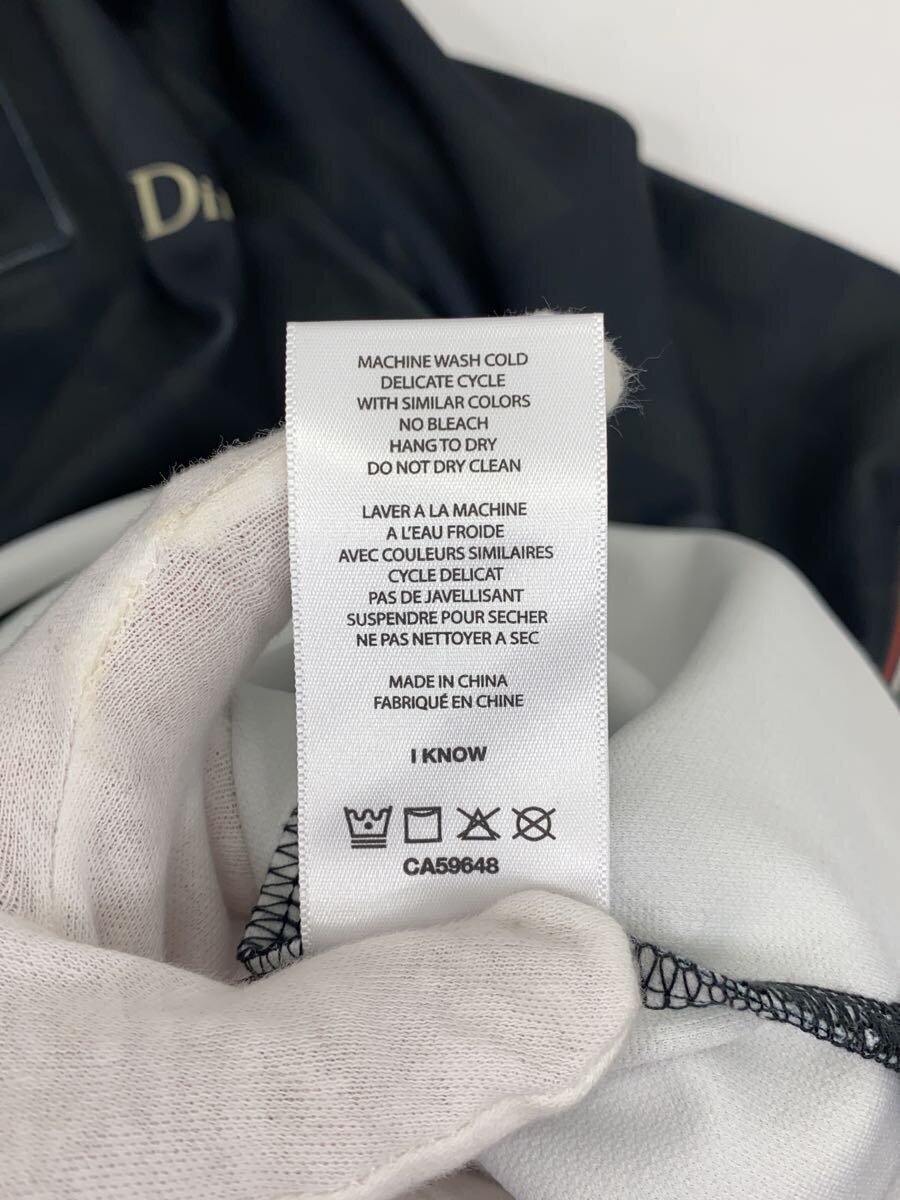 MACHINE WASH COLD
DELICATE CYCLE
WITH SIMILAR COLORS
NO BLEACH
HANG TO DRY
DO NOT DRY CLEAN
LAVER A LA MACHINE
A L'EAU FROIDE
AVEC COULEURS SIMILAIRES
CYCLE DELICAT
PAS DE JAVELLISANT
SUSPENDRE POUR SECHER
NE PAS NETTOYER A SEC
MADE IN CHINA
FABRIQUÉ EN CHINE
I KNOW
CA59648